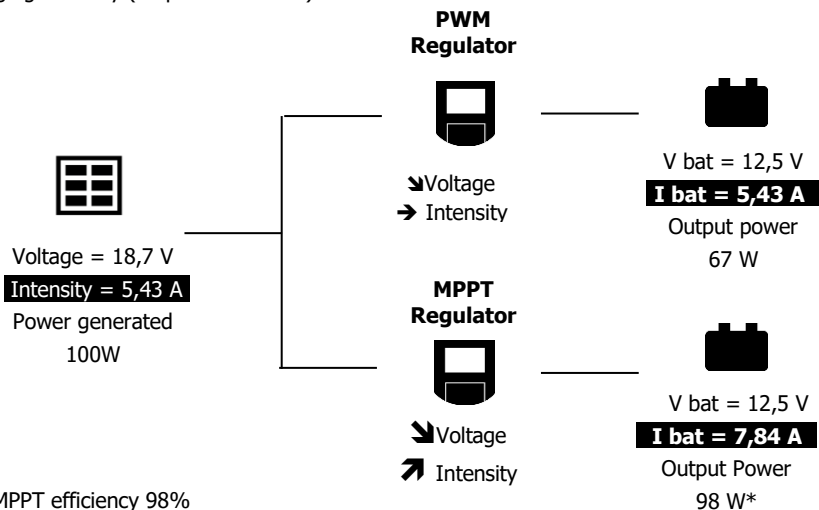 PWM
Regulator
V bat = 12,5 V
I bat = 5,43 A
Output power
67 W
➘Voltage
➔ Intensity
Voltage = 18,7 V
Intensity = 5,43 A
Power generated
100W
MPPT
Regulator
➘Voltage
➚ Intensity
V bat = 12,5 V
I bat = 7,84 A
Output Power
98 W*
MPPT efficiency 98%